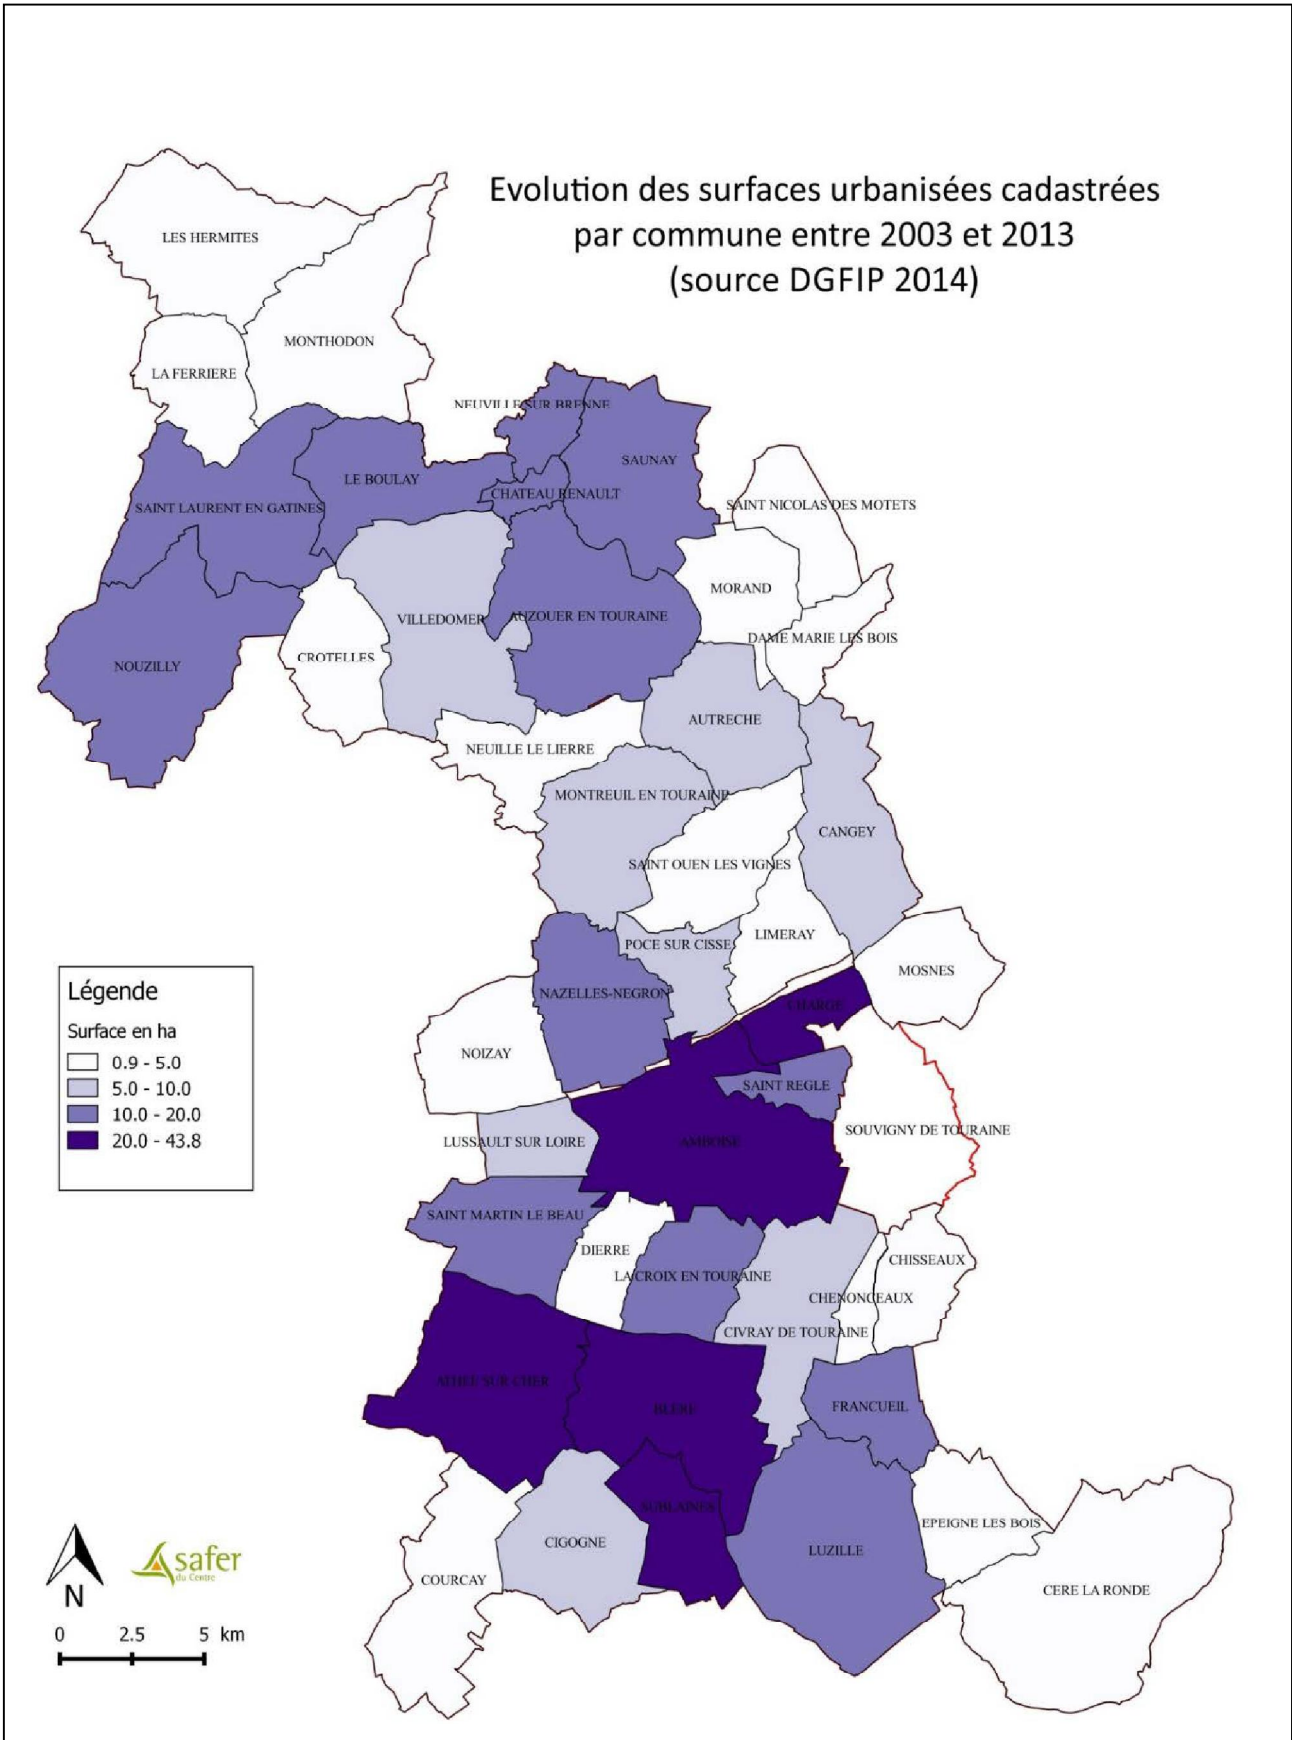 Evolution des surfaces urbanisées cadastrées
par commune entre 2003 et 2013
(source DGFIP 2014)
LES HERMITES
MONTHODON
LA FERRIERE
NEUVILLE SUR BRENNE
SAUNAY
LE BOULAY
CHATEAU RENAULT
SAINT LAURENT EN GATINES
SAINT NICOLAS DES MOTETS
MORAND
VILLEDOMER
AUZOUER EN TOURAINE
DAME MARIE LES BOIS
CROTELLES
NOUZILLY
AUTRECHE
NEUILLE LE LIERRE
MONTREUIL EN TOURAINE
CANGEY
SAINT OUEN LES VIGNES
LIMERAY
POCE SUR CISSE
MOSNES
NAZELLES-NEGRON
CHARGE
NOIZAY
SAINT REGLE
SOUVIGNY DE TOURAINE
LUSSAULT SUR LOIRE
AMBOISE
SAINT MARTIN LE BEAU
DIERRE
CHISSEAUX
LA CROIX EN TOURAINE
CHENONCEAUX
CIVRAY DE TOURAINE
ATHEE SUR CHER
BLERE
FRANCUEIL
SUBLAINES
EPEIGNE LES BOIS
CIGOGNE
LUZILLE
COURCAY
CERE LA RONDE
Légende
Surface en ha
0.9 - 5.0
5.0 - 10.0
10.0 - 20.0
20.0 - 43.8
N
safer
du Centre
0 2.5 5 km